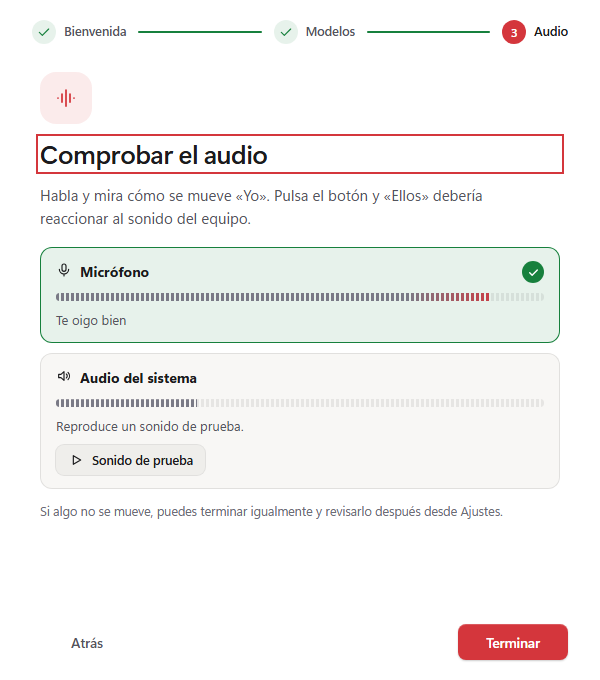 Bienvenida
Modelos
3 Audio
Comprobar el audio
Habla y mira cómo se mueve «Yo». Pulsa el botón y «Ellos» debería
reaccionar al sonido del equipo.
Micrófono
Te oigo bien
Audio del sistema
Reproduce un sonido de prueba.
Sonido de prueba
Si algo no se mueve, puedes terminar igualmente y revisarlo después desde Ajustes.
Atrás
Terminar